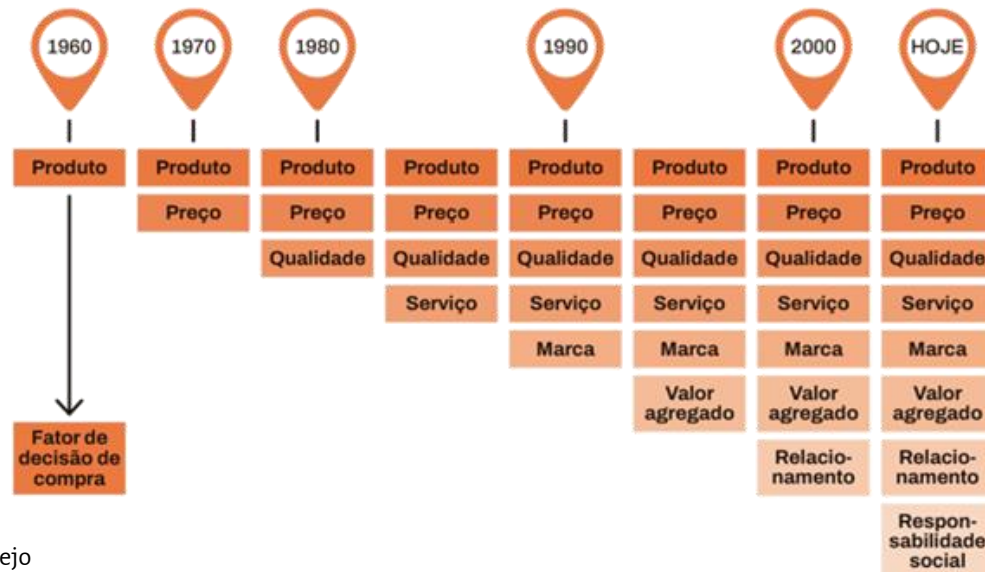 1960 1970 1980 1990 2000 HOJE
Produto Produto Produto Produto Produto Produto Produto Produto
Preço Preço Preço Preço Preço Preço Preço
Qualidade Qualidade Qualidade Qualidade Qualidade Qualidade
Serviço Serviço Serviço Serviço Serviço
Marca Marca Marca Marca
Valor agregado Valor agregado Valor agregado
Fator de
decisão de
compra
Relacio-
namento
Relacio-
namento
Respon-
sabilidade
social
ejo